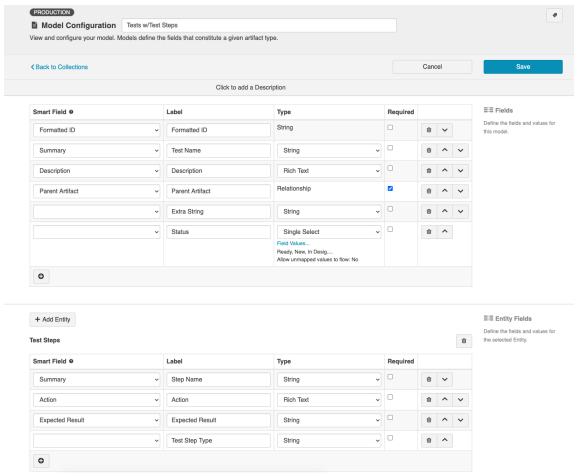 PRODUCTION
Model Configuration Tests w/Test Steps
View and configure your model. Models define the fields that constitute a given artifact type.
Back to Collections
Cancel
Save
Click to add a Description
Smart Field Label Type Required
Formatted ID Formatted ID String
Summary Test Name String
Description Description Rich Text
Parent Artifact Parent Artifact Relationship
Extra String String
Status Single Select
Field Values...
Ready, New, In Desig,...
Allow unmapped values to flow: No
Fields
Define the fields and values for
this model.
+ Add Entity
Test Steps
Smart Field Label Type Required
Summary Step Name String
Action Action Rich Text
Expected Result Expected Result String
Test Step Type String
Entity Fields
Define the fields and values for
the selected Entity.